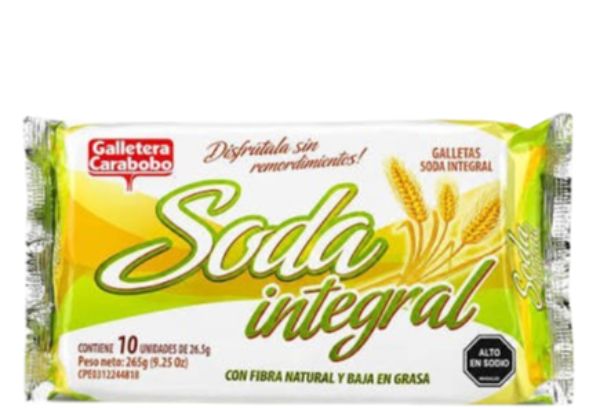 Galletera
Carabobo
Disfrútala sin
remordimientos!
GALLETAS
SODA INTEGRAL
Soda
integral
Soda
CONTIENE 10 UNIDADES DE 26.5g
Peso neto: 265g (9.25 Oz)
CPE0312244818
CON FIBRA NATURAL Y BAJA EN GRASA
ALTO
EN SODIO